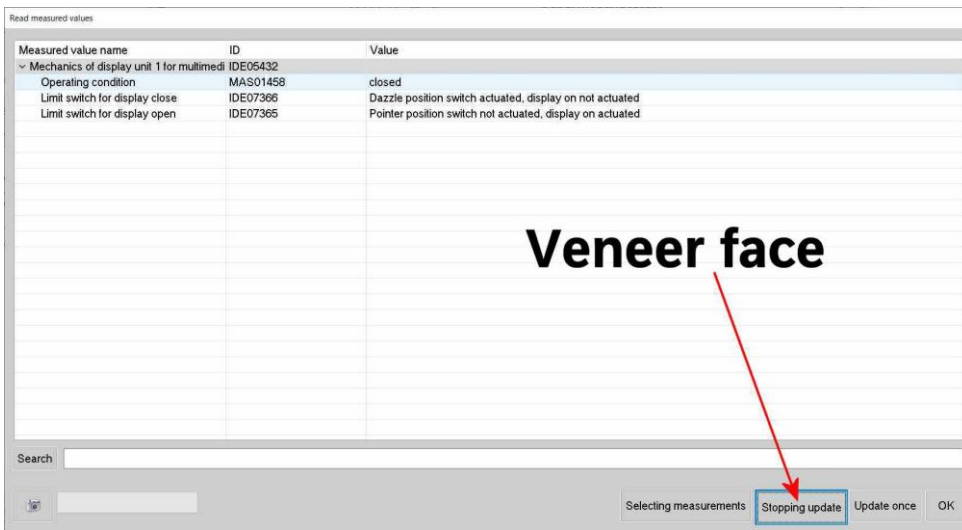 Read measured values
Measured value name ID Value
Mechanics of display unit 1 for multimedi IDE05432
Operating condition MAS01458 closed
Limit switch for display close IDE07366 Dazzle position switch actuated, display on not actuated
Limit switch for display open IDE07365 Pointer position switch not actuated, display on actuated
Veneer face
Search
Selecting measurements Stopping update Update once OK